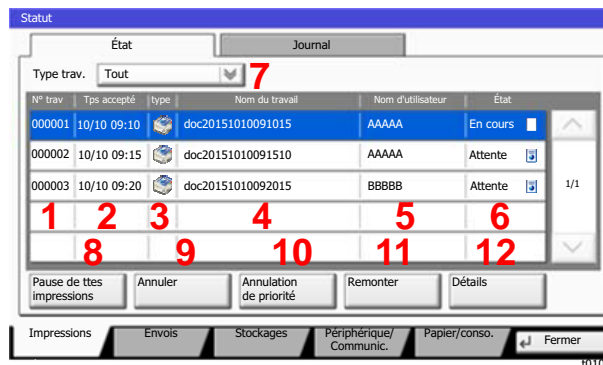 Statut
État Journal
Type trav. Tout 7
N° trav Tps accepté type Nom du travail Nom d'utilisateur État
000001 10/10 09:10 doc20151010091015 AAAAA En cours
000002 10/10 09:15 doc20151010091510 AAAAA Attente
000003 10/10 09:20 doc20151010092015 BBBBB Attente 1/1
1 2 3 4 5 6
8 9 10 11 12
Pause de ttes impressions Annuler Annulation de priorité Remonter Détails
Impressions Envois Stockages Périphérique/ Communic. Papier/conso. Fermer